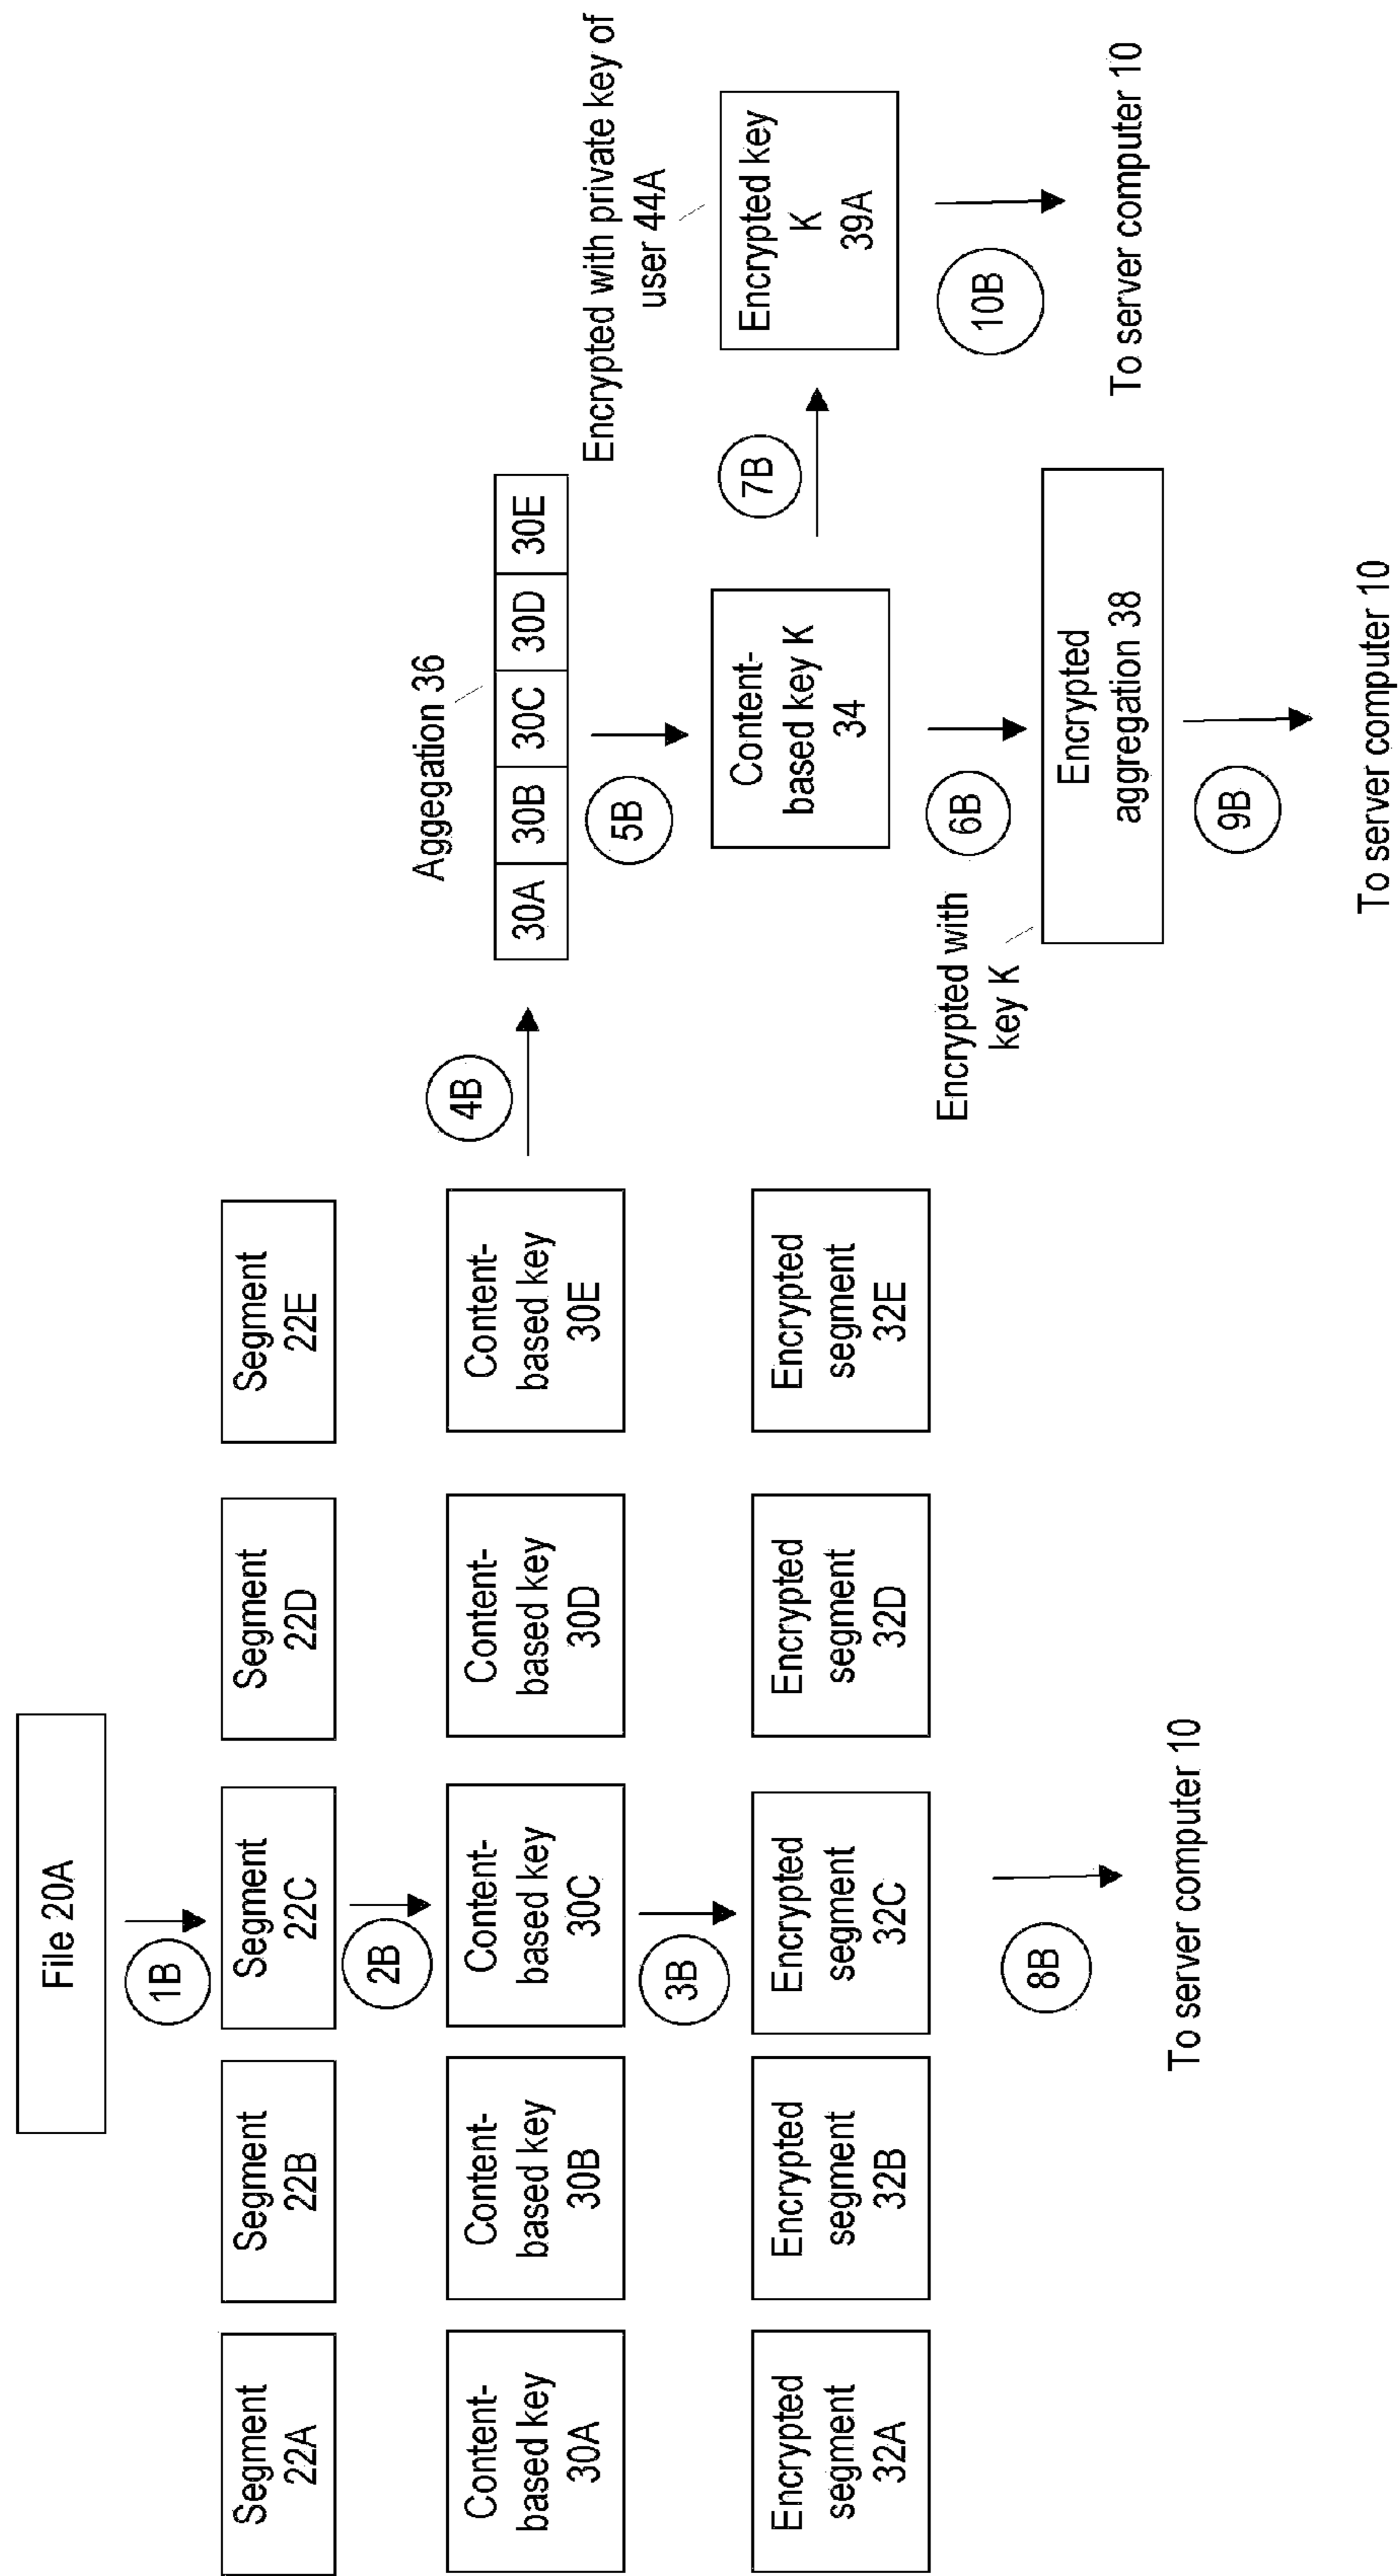 File 20A
1B
Segment
22A
Segment
22B
Segment
22C
Segment
22D
Segment
22E
2B
Content-
based key
30A
Content-
based key
30B
Content-
based key
30C
Content-
based key
30D
Content-
based key
30E
3B
Encrypted
segment
32A
Encrypted
segment
32B
Encrypted
segment
32C
Encrypted
segment
32D
Encrypted
segment
32E
8B
To server computer 10
4B
Aggegation 36
30A
30B
30C
30D
30E
5B
Content-
based key K
34
7B
Encrypted with private key of
user 44A
Encrypted key
K
39A
10B
To server computer 10
6B
Encrypted with
key K
Encrypted
aggregation 38
9B
To server computer 10